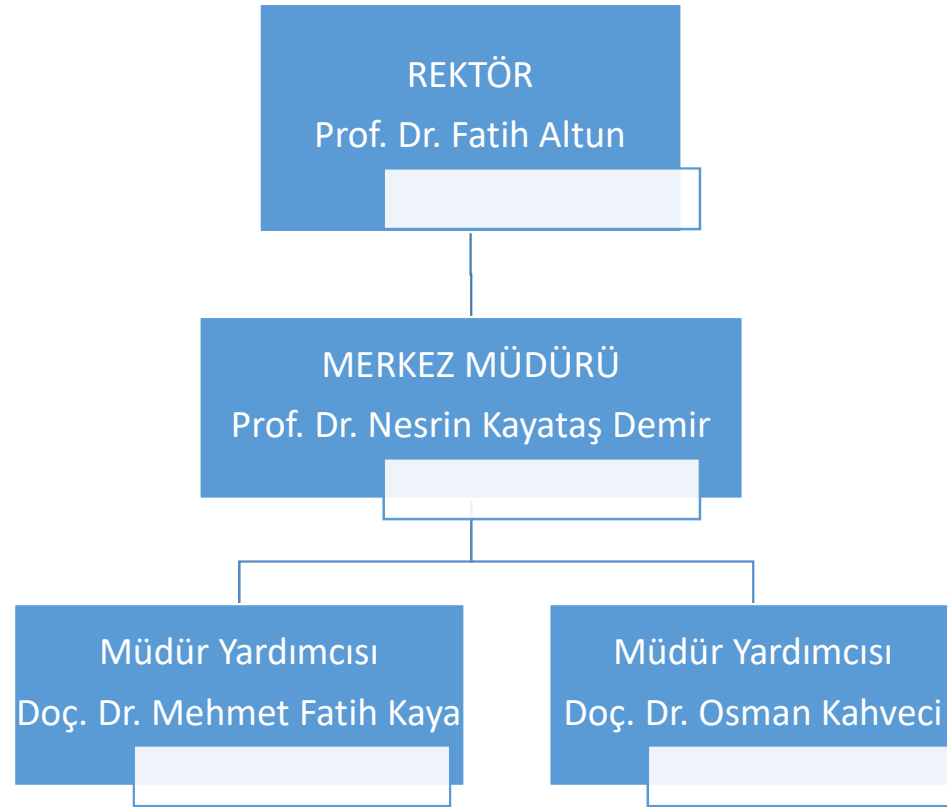 REKTÖR
Prof. Dr. Fatih Altun
MERKEZ MÜDÜRÜ
Prof. Dr. Nesrin Kayataş Demir
Müdür Yardımcısı
Doç. Dr. Mehmet Fatih Kaya
Müdür Yardımcısı
Doç. Dr. Osman Kahveci